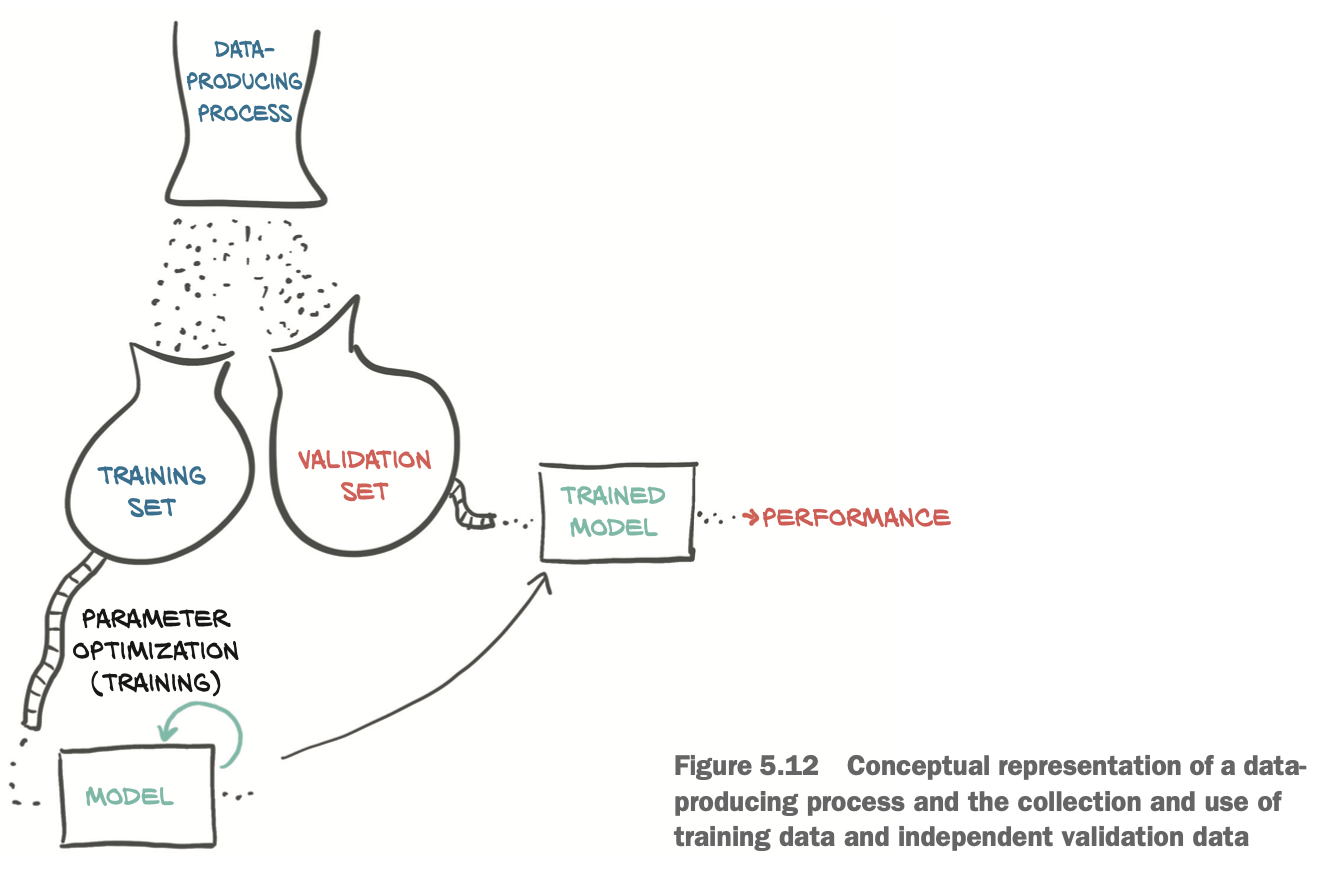 DATA-
PRODUCING
PROCESS
TRAINING
SET
VALIDATION
SET
TRAINED
MODEL
PERFORMANCE
PARAMETER
OPTIMIZATION
(TRAINING)
MODEL
Figure 5.12 Conceptual representation of a data-
producing process and the collection and use of
training data and independent validation data